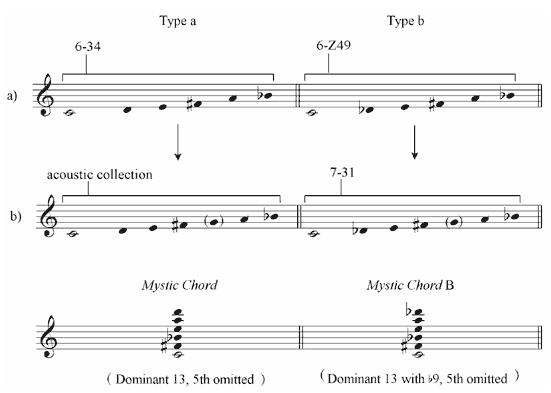 Type a Type b
6-34 6-Z49
a)
acoustic collection 7-31
b)
Mystic Chord Mystic Chord B
( Dominant 13, 5th omitted ) ( Dominant 13 with ♭9, 5th omitted )